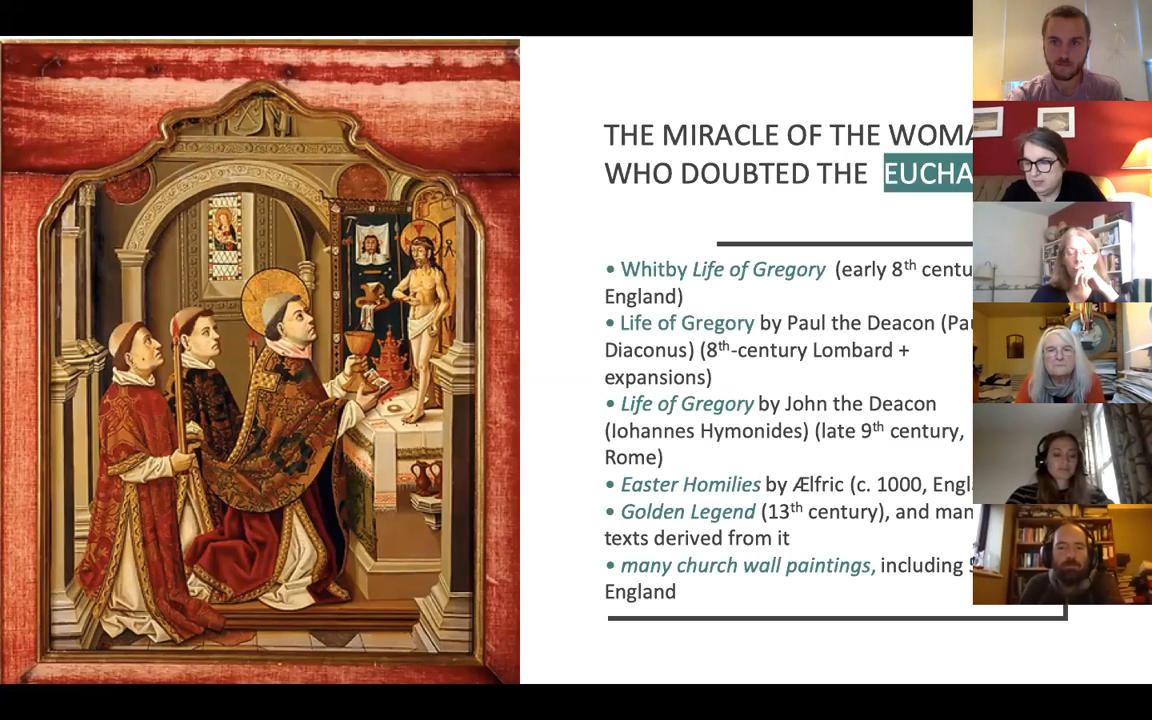 THE MIRACLE OF THE WOMA
WHO DOUBTED THE EUCHA
• Whitby Life of Gregory (early 8th centu
England)
• Life of Gregory by Paul the Deacon (Pau
Diaconus) (8th-century Lombard +
expansions)
• Life of Gregory by John the Deacon
(Iohannes Hymonides) (late 9th century,
Rome)
• Easter Homilies by Ælfric (c. 1000, Engl
• Golden Legend (13th century), and man
texts derived from it
• many church wall paintings, including
England